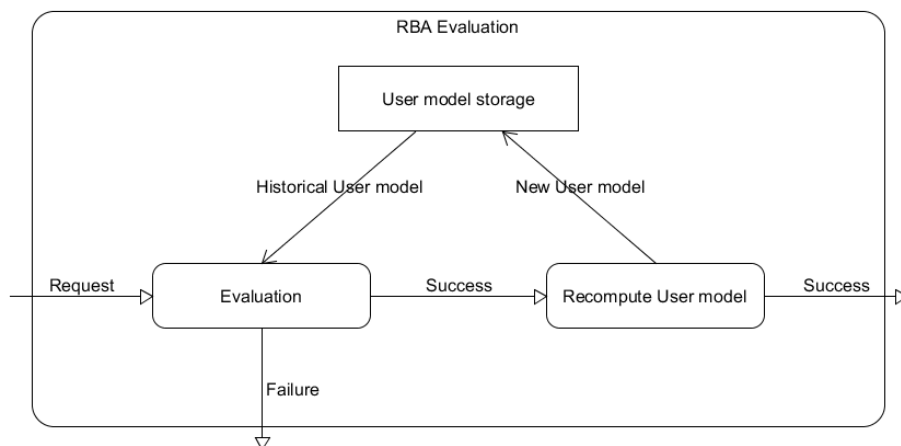 RBA Evaluation
User model storage
Historical User model
New User model
Request
Evaluation
Success
Recompute User model
Success
Failure